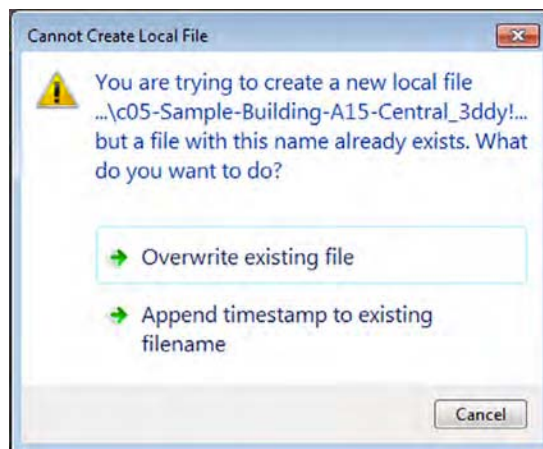 Cannot Create Local File
You are trying to create a new local file
...\c05-Sample-Building-A15-Central_3ddy!...
but a file with this name already exists. What
do you want to do?
Overwrite existing file
Append timestamp to existing
filename
Cancel